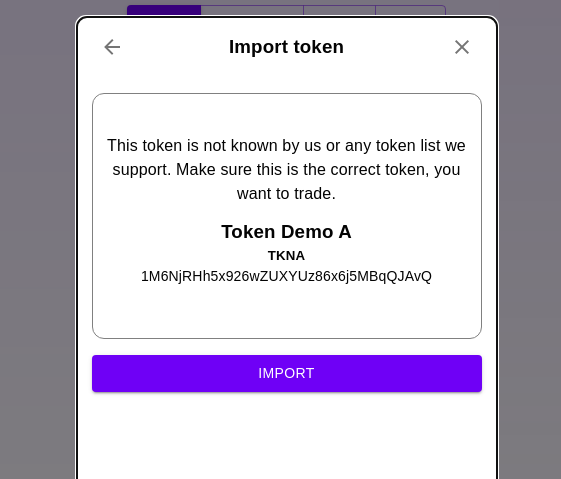 Import token
This token is not known by us or any token list we
support. Make sure this is the correct token, you
want to trade.
Token Demo A
TKNA
1M6NjRHh5x926wZUXYUz86x6j5MBqQJAvQ
IMPORT